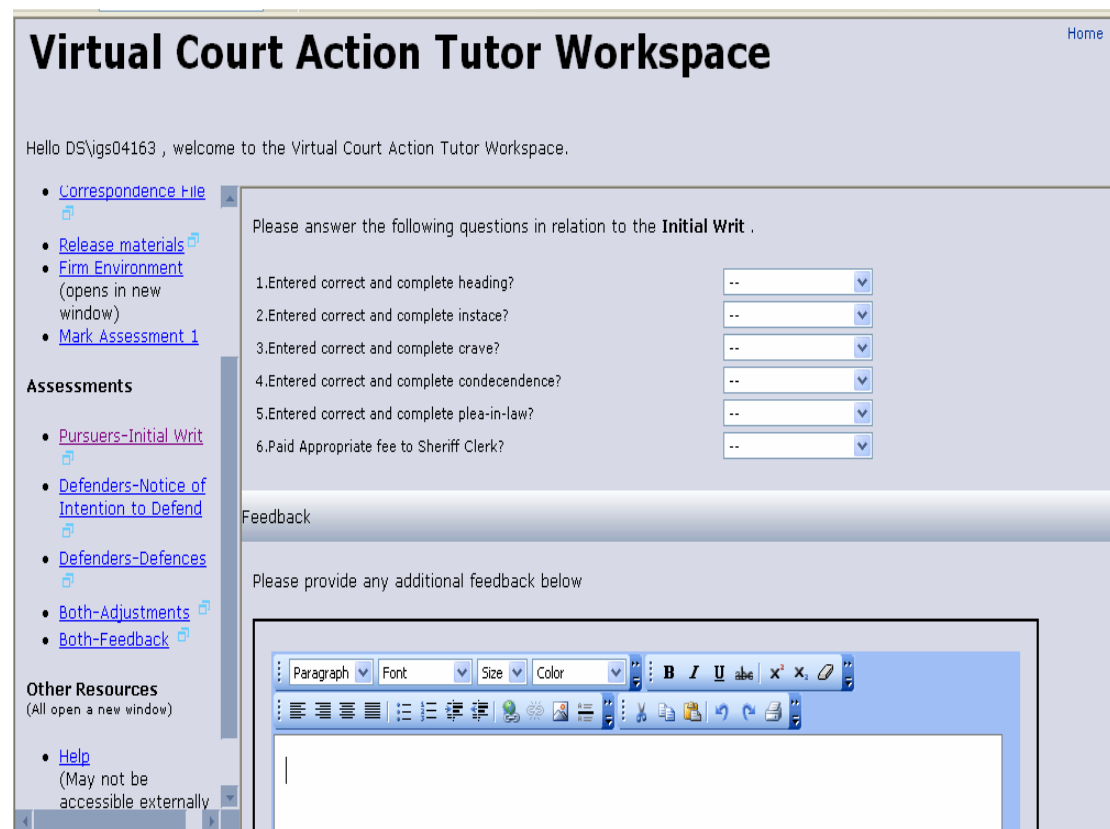 Virtual Court Action Tutor Workspace
Home
Hello DS\igs04163 , welcome to the Virtual Court Action Tutor Workspace.
Correspondence File
Release materials
Firm Environment
(opens in new
window)
Mark Assessment 1
Assessments
Pursuers-Initial Writ
Defenders-Notice of
Intention to Defend
Defenders-Defences
Both-Adjustments
Both-Feedback
Other Resources
(All open a new window)
Help
(May not be
accessible externally
Please answer the following questions in relation to the Initial Writ .
1.Entered correct and complete heading? --
2.Entered correct and complete instace? --
3.Entered correct and complete crave? --
4.Entered correct and complete condecendence? --
5.Entered correct and complete plea-in-law? --
6.Paid Appropriate fee to Sheriff Clerk? --
Feedback
Please provide any additional feedback below
Paragraph Font Size Color B I U abc x² x₂